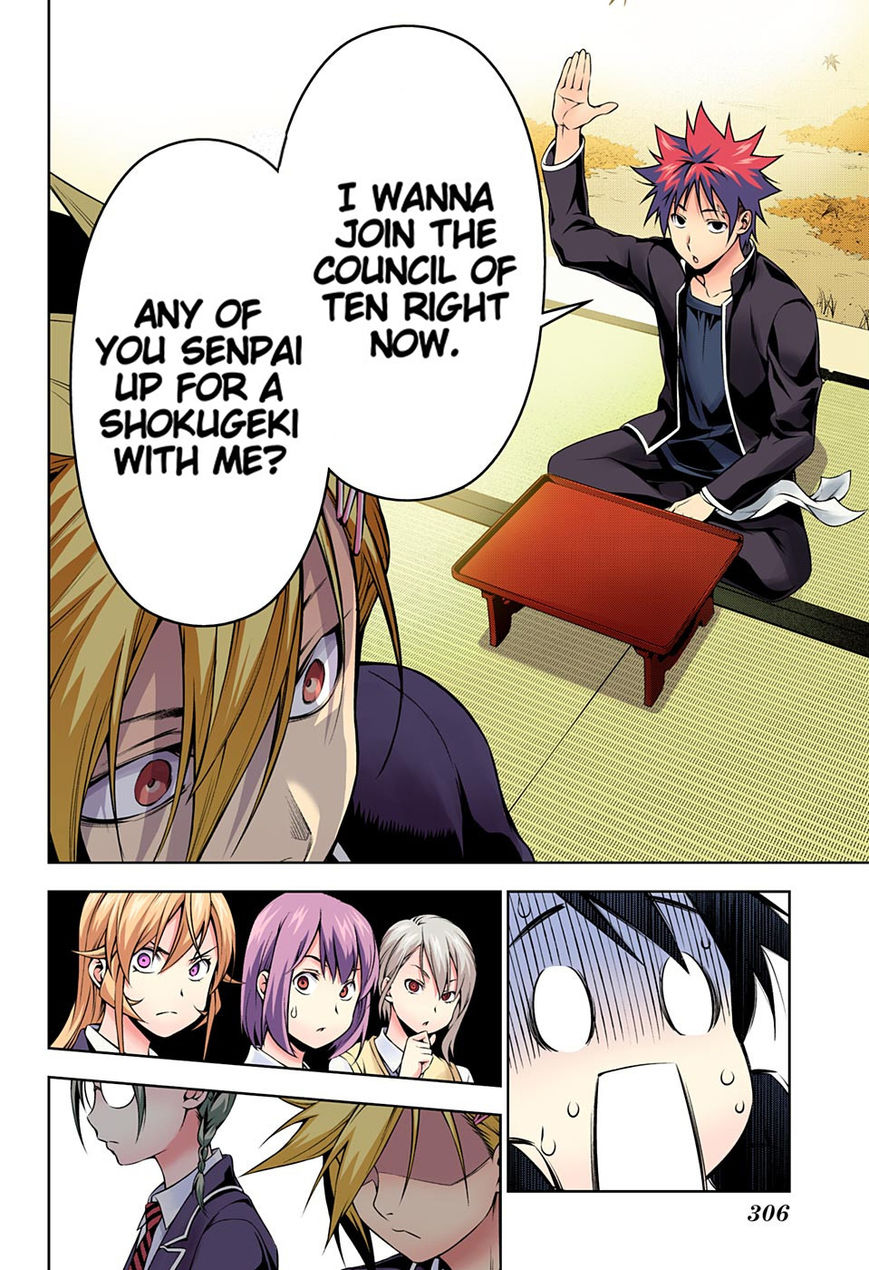 I WANNA
JOIN THE
COUNCIL OF
TEN RIGHT
NOW.
ANY OF
YOU SENPAI
UP FOR A
SHOKUGEKI
WITH ME?
306